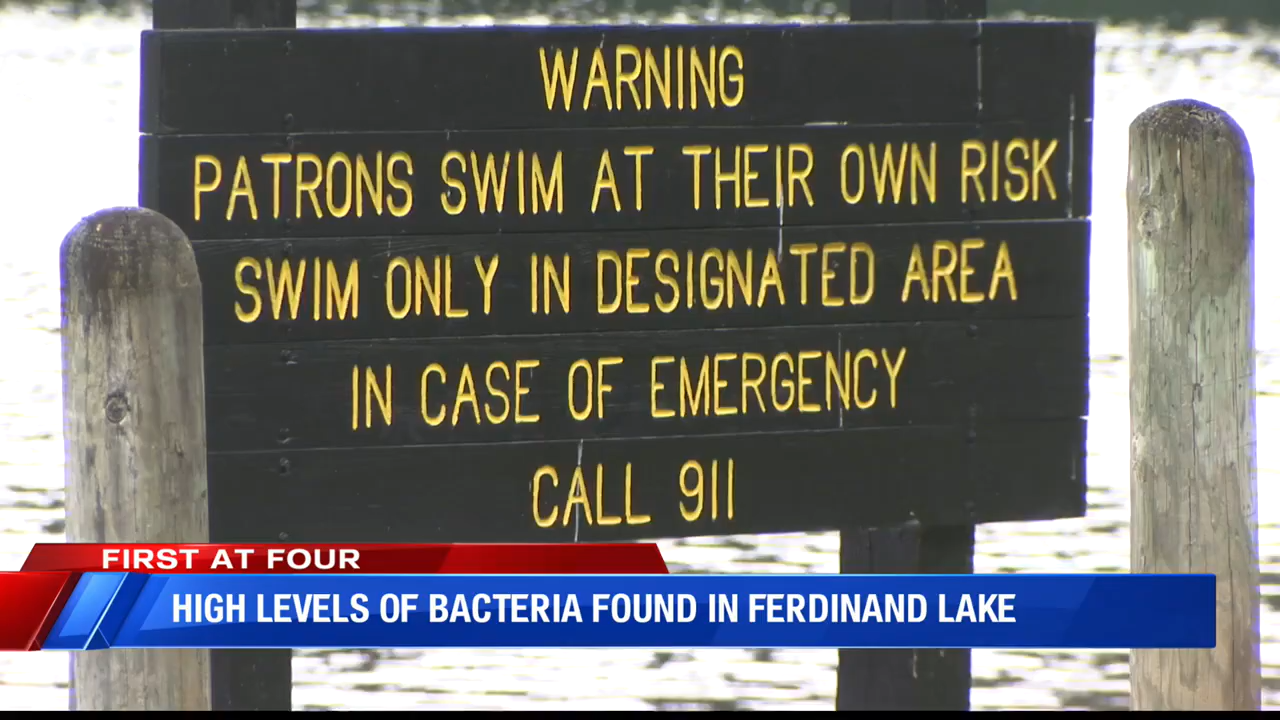 WARNING
PATRONS SWIM AT THEIR OWN RISK
SWIM ONLY IN DESIGNATED AREA
IN CASE OF EMERGENCY
CALL 911
FIRST AT FOUR
HIGH LEVELS OF BACTERIA FOUND IN FERDINAND LAKE